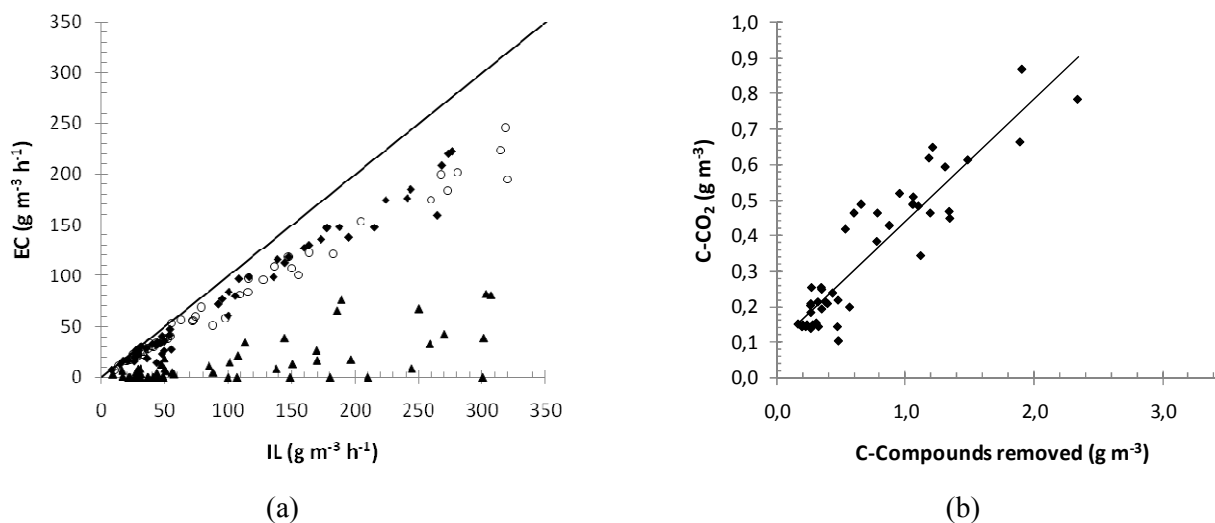 350
300
250
200
150
100
50
0
EC (g m⁻³ h⁻¹)
0 50 100 150 200 250 300 350
IL (g m⁻³ h⁻¹)
(a)
1,0
0,9
0,8
0,7
0,6
0,5
0,4
0,3
0,2
0,1
0,0
C-CO₂ (g m⁻³)
0,0 1,0 2,0 3,0
C-Compounds removed (g m⁻³)
(b)